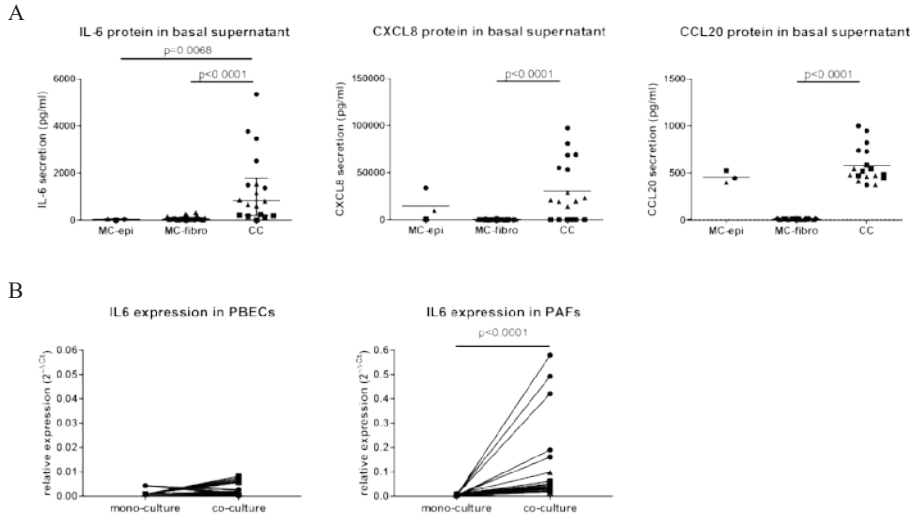 A
IL-6 protein in basal supernatant
p=0.0068
p<0.0001
IL-6 secretion (pg/ml)
6000
4000
2000
0
MC-epi
MC-fibro
CC
CXCL8 protein in basal supernatant
p<0.0001
CXCL8 secretion (pg/ml)
150000
100000
50000
0
MC-epi
MC-fibro
CC
CCL20 protein in basal supernatant
p<0.0001
CCL20 secretion (pg/ml)
1500
1000
500
0
MC-epi
MC-fibro
CC
B
IL6 expression in PBECs
relative expression (2^-ΔCt)
0.06
0.05
0.04
0.03
0.02
0.01
0.00
mono-culture
co-culture
IL6 expression in PAFs
p<0.0001
relative expression (2^-ΔCt)
0.6
0.5
0.4
0.3
0.2
0.1
0.0
mono-culture
co-culture